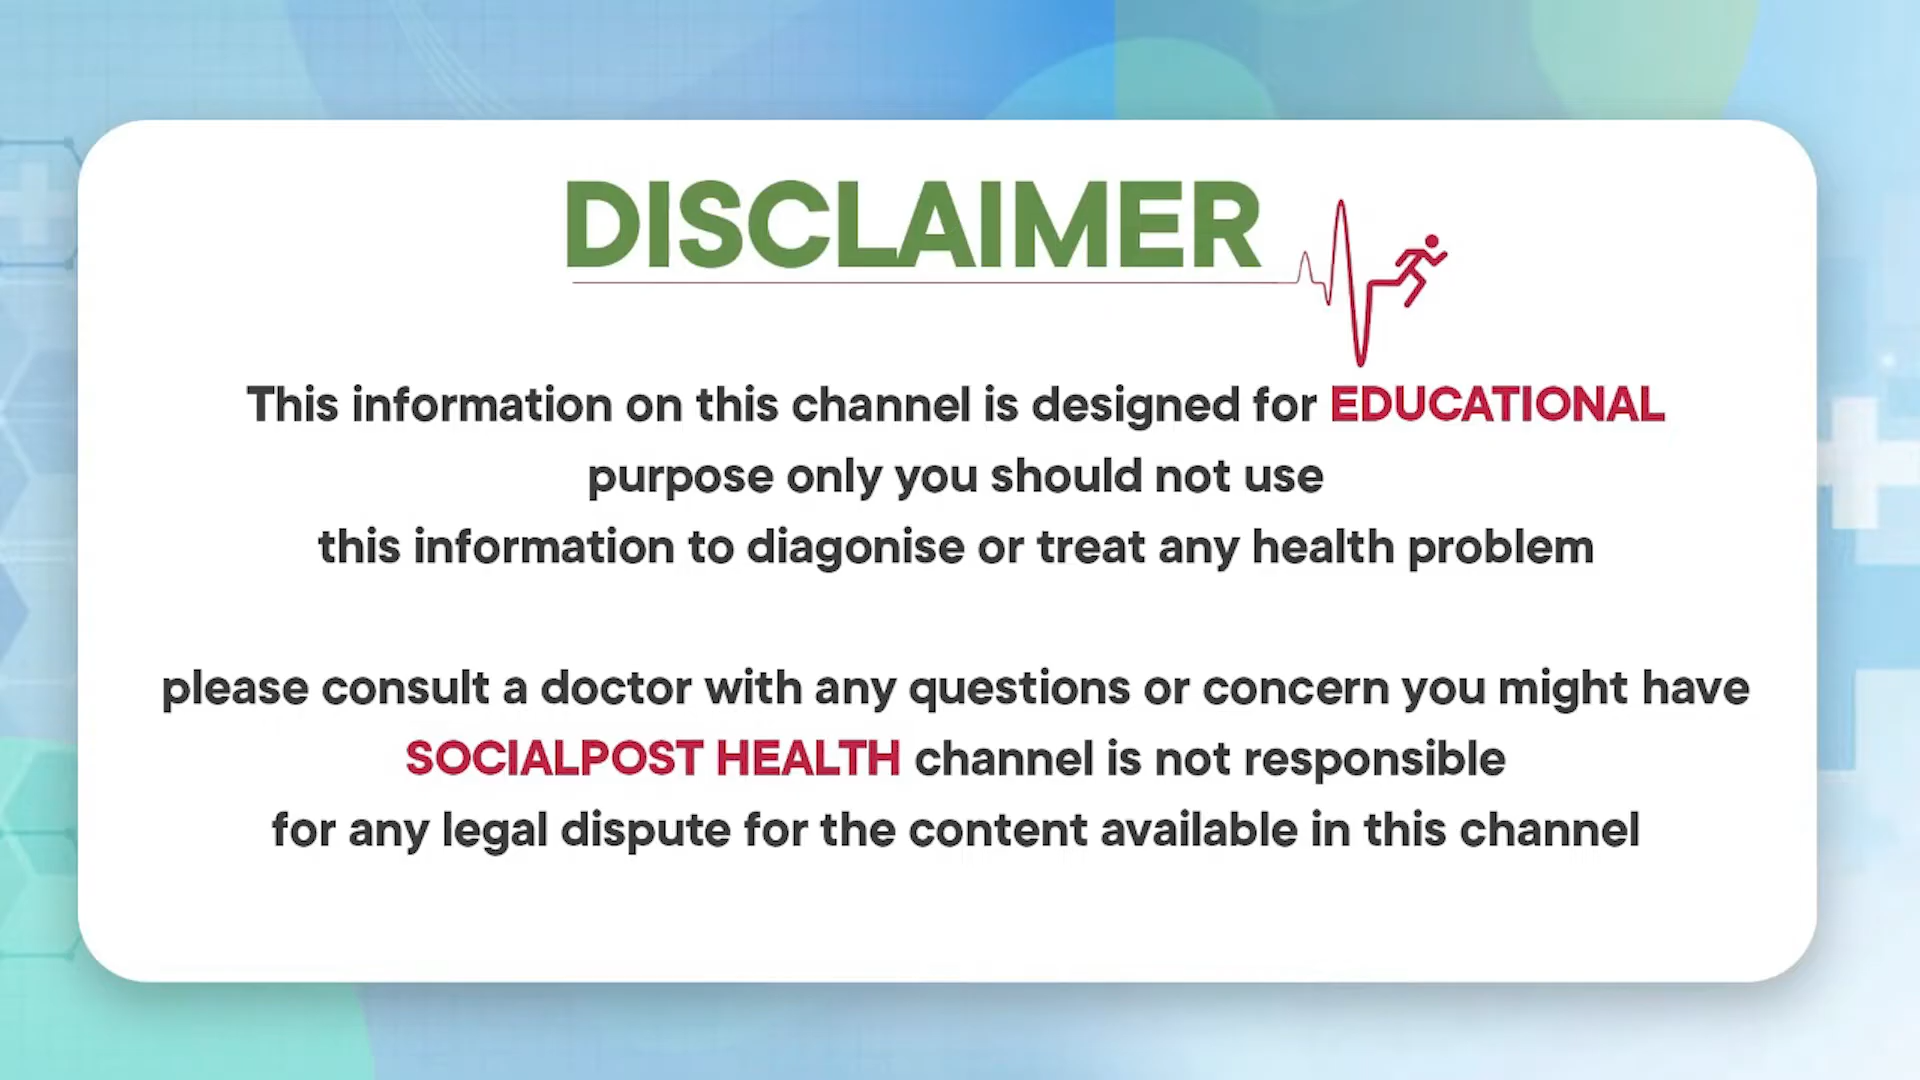 DISCLAIMER
This information on this channel is designed for EDUCATIONAL
purpose only you should not use
this information to diagonise or treat any health problem
please consult a doctor with any questions or concern you might have
SOCIALPOST HEALTH channel is not responsible
for any legal dispute for the content available in this channel